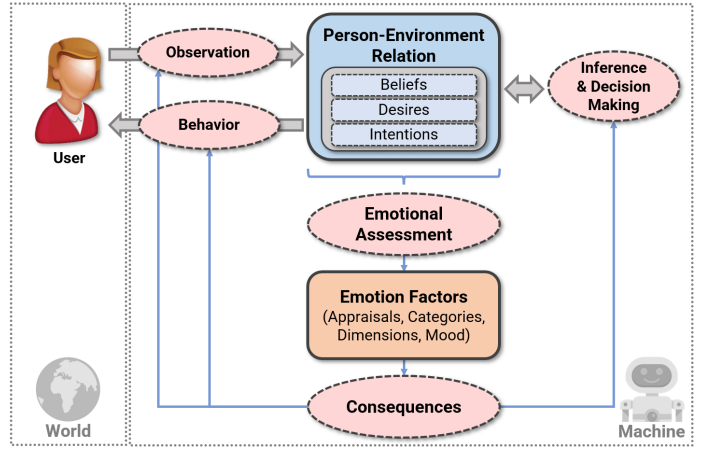 Observation
Person-Environment
Relation
Beliefs
Desires
Intentions
Inference
& Decision
Making
Behavior
User
Emotional
Assessment
Emotion Factors
(Appraisals, Categories,
Dimensions, Mood)
Consequences
World
Machine